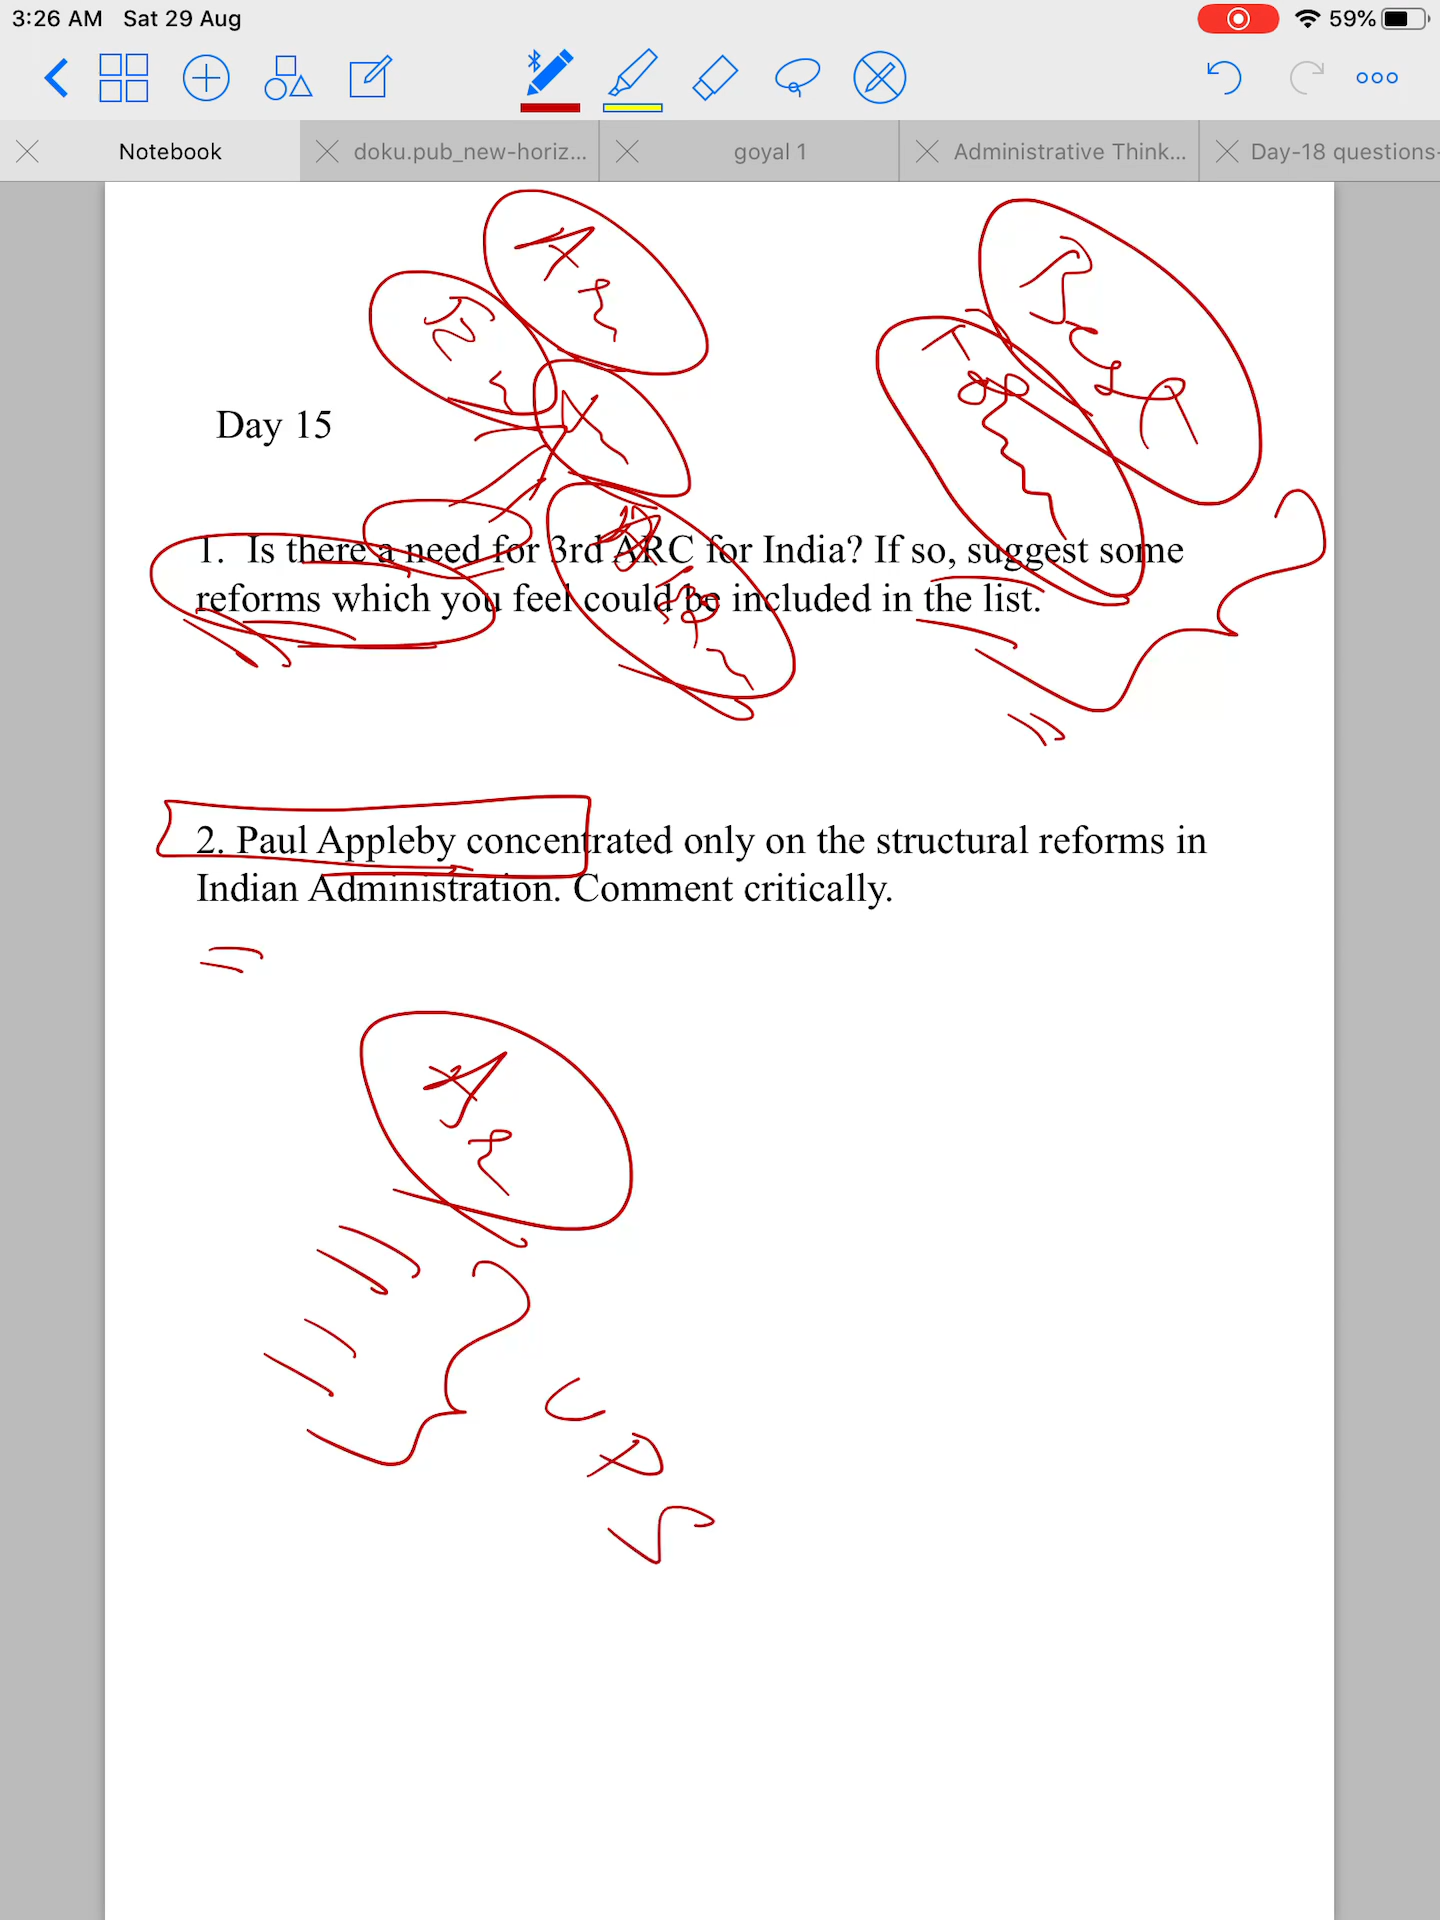 3:26 AM Sat 29 Aug 59%
Notebook doku.pub_new-horiz... goyal 1 Administrative Think... Day-18 questions-
Day 15
1. Is there a need for 3rd ARC for India? If so, suggest some
reforms which you feel could be included in the list.
2. Paul Appleby concentrated only on the structural reforms in
Indian Administration. Comment critically.